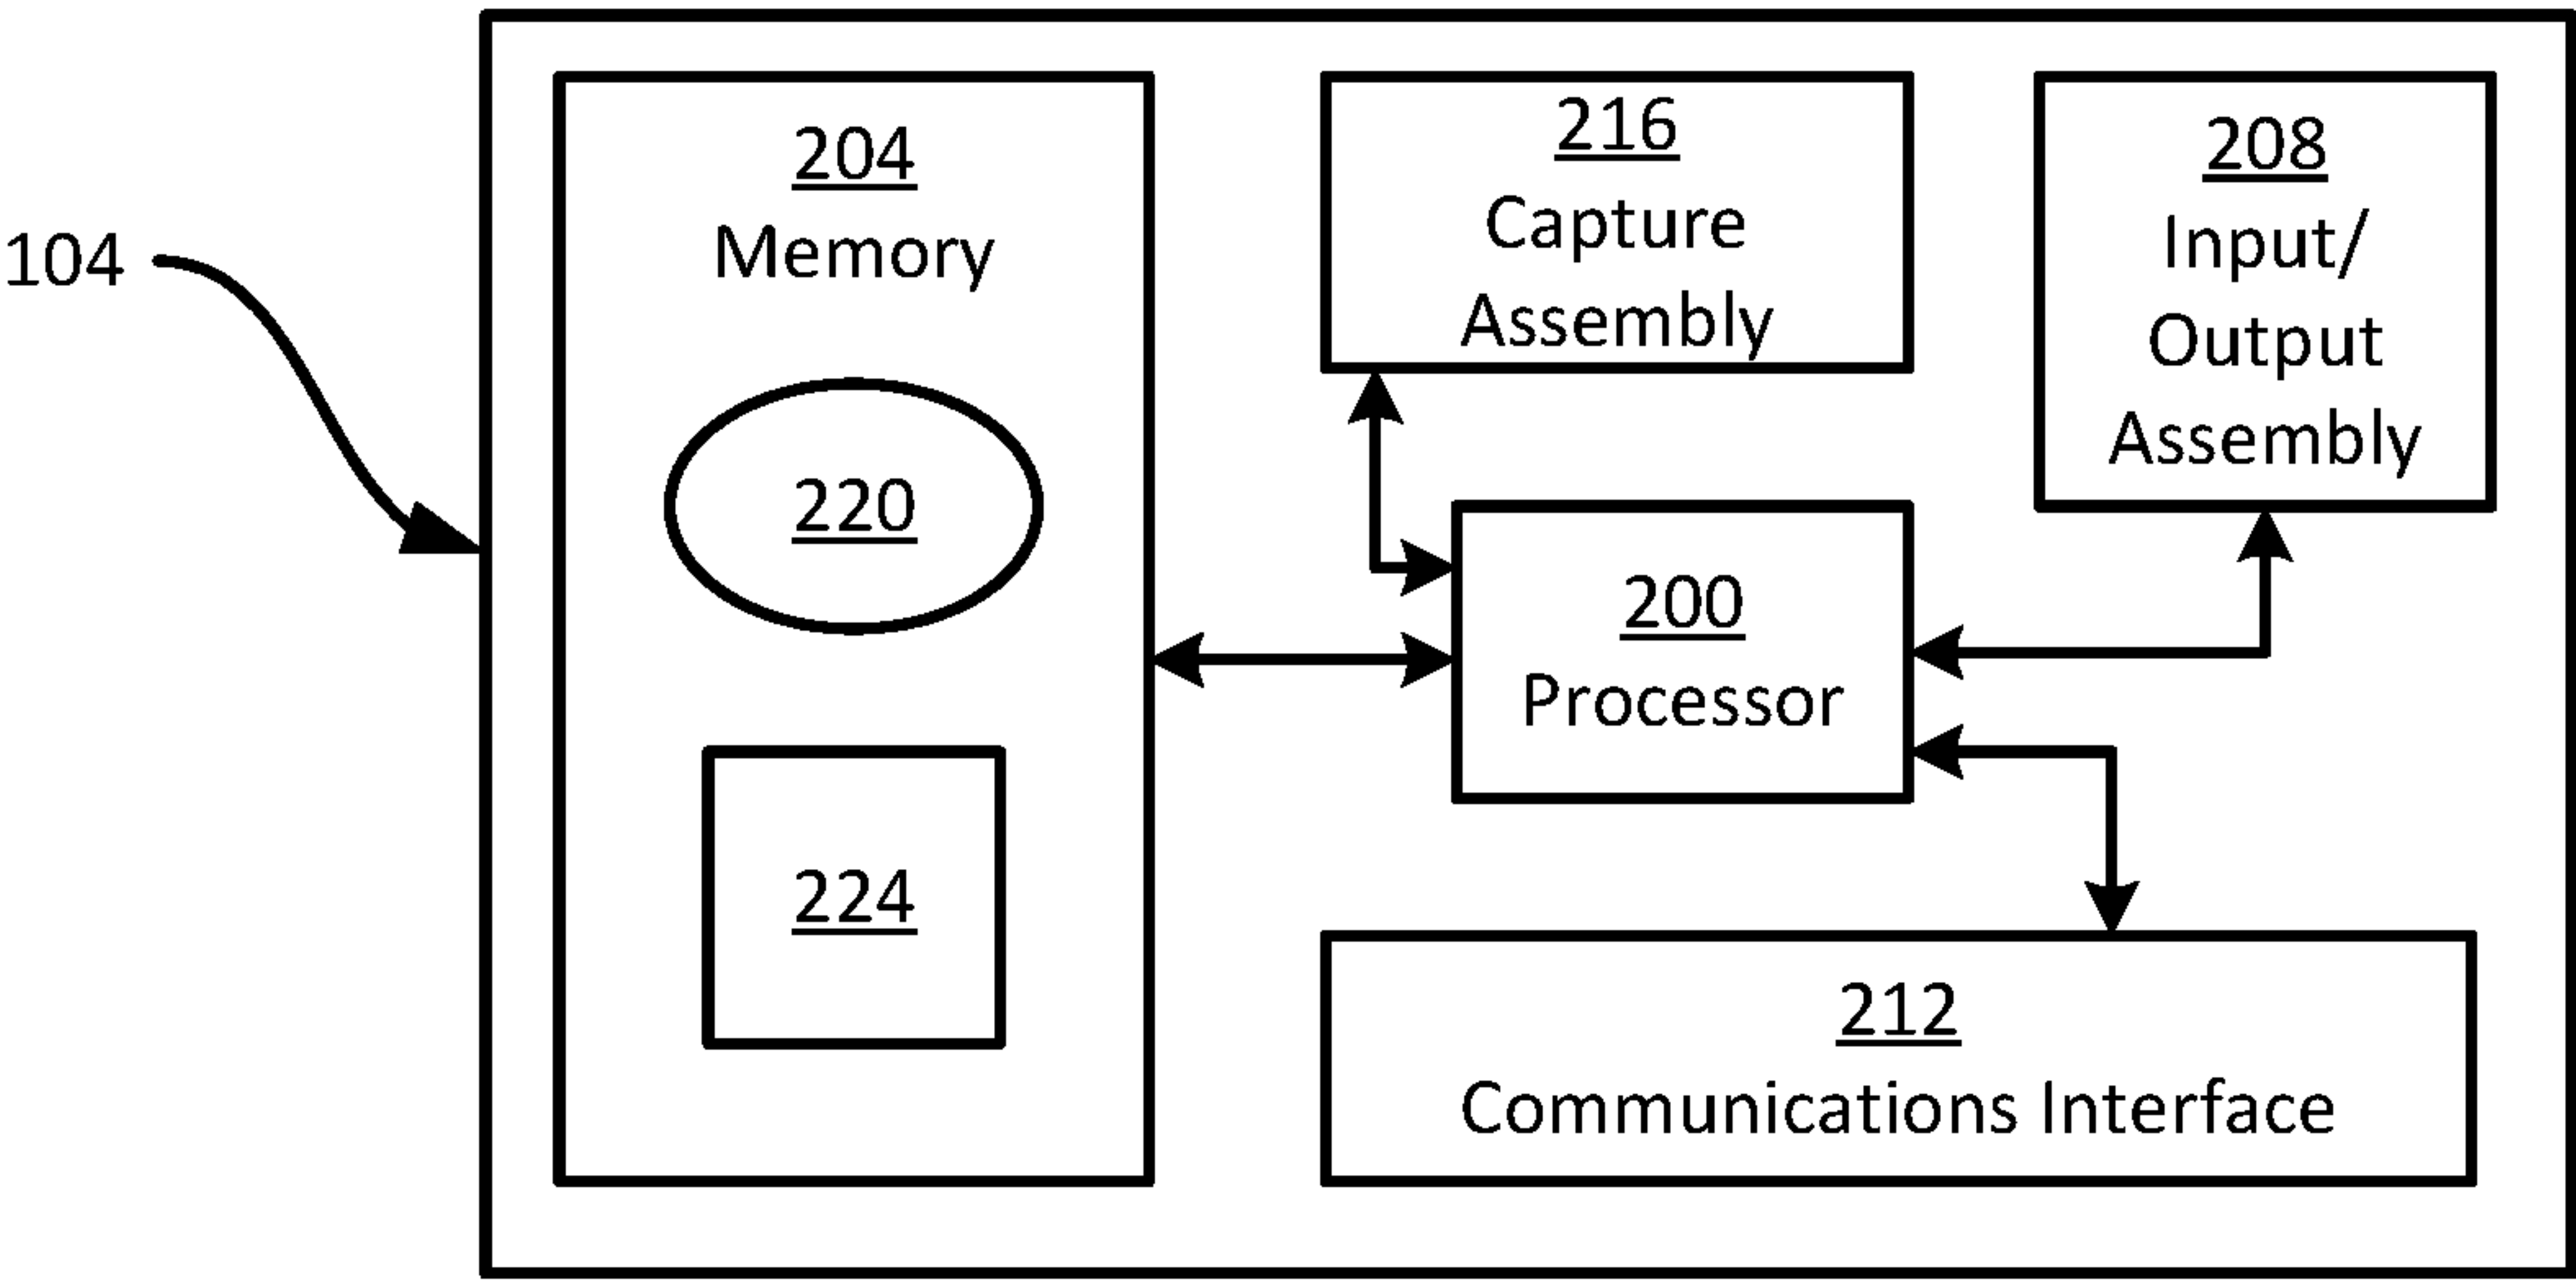 104
204
Memory
220
224
216
Capture
Assembly
208
Input/
Output
Assembly
200
Processor
212
Communications Interface